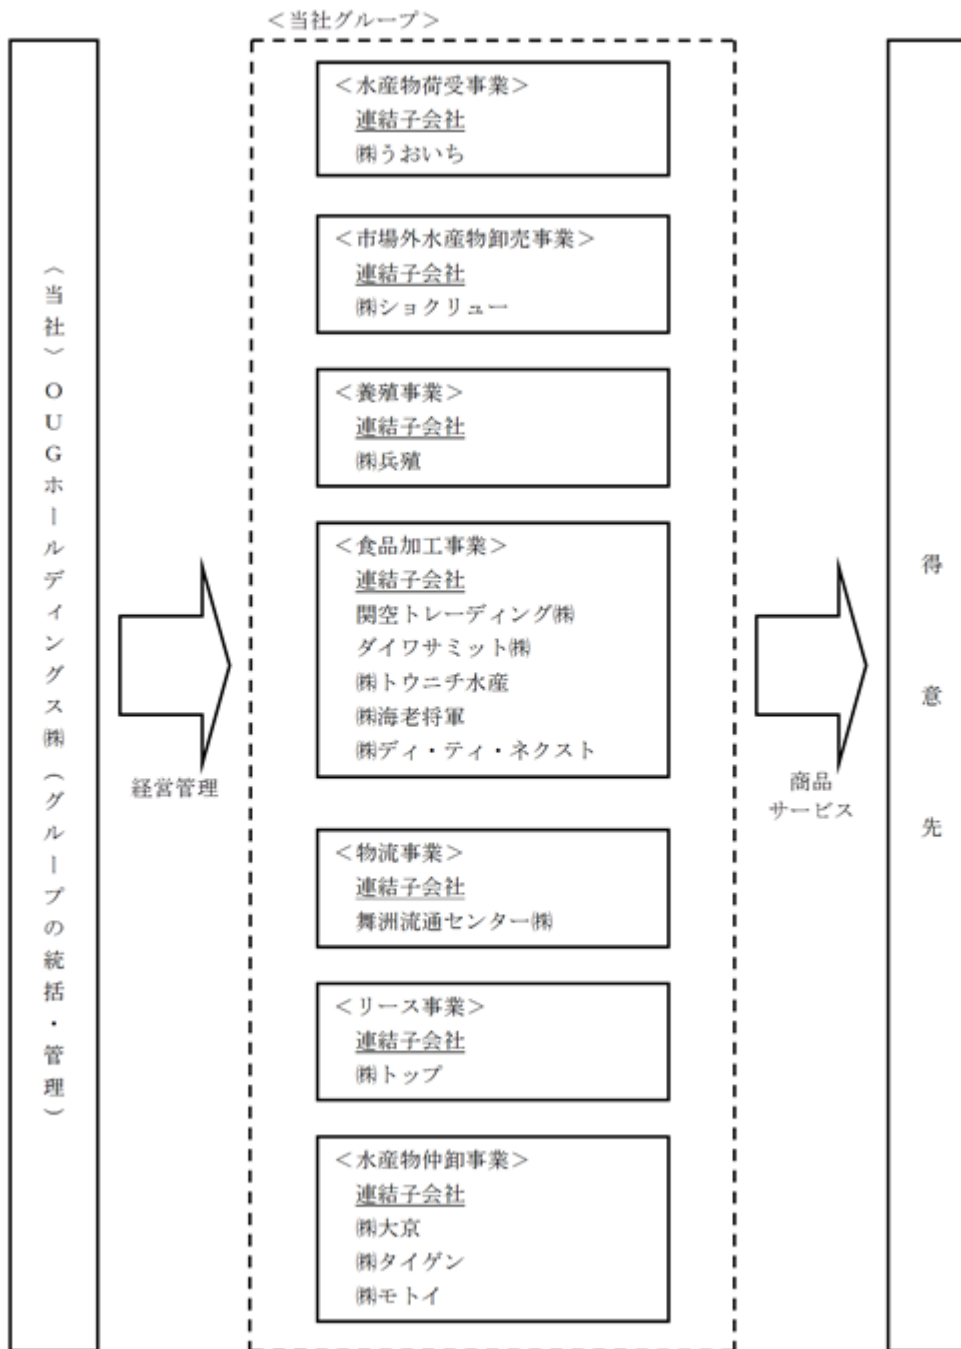 ＜当社グループ＞
〈当社〉OUGホールディングス㈱（グループの統括・管理）
経営管理
＜水産物荷受事業＞
連結子会社
㈱うおいち
＜市場外水産物卸売事業＞
連結子会社
㈱ショクリュー
＜養殖事業＞
連結子会社
㈱兵殖
＜食品加工事業＞
連結子会社
関空トレーディング㈱
ダイワサミット㈱
㈱トウニチ水産
㈱海老将軍
㈱ディ・ティ・ネクスト
＜物流事業＞
連結子会社
舞洲流通センター㈱
＜リース事業＞
連結子会社
㈱トップ
＜水産物仲卸事業＞
連結子会社
㈱大京
㈱タイゲン
㈱モトイ
商品
サービス
得意先